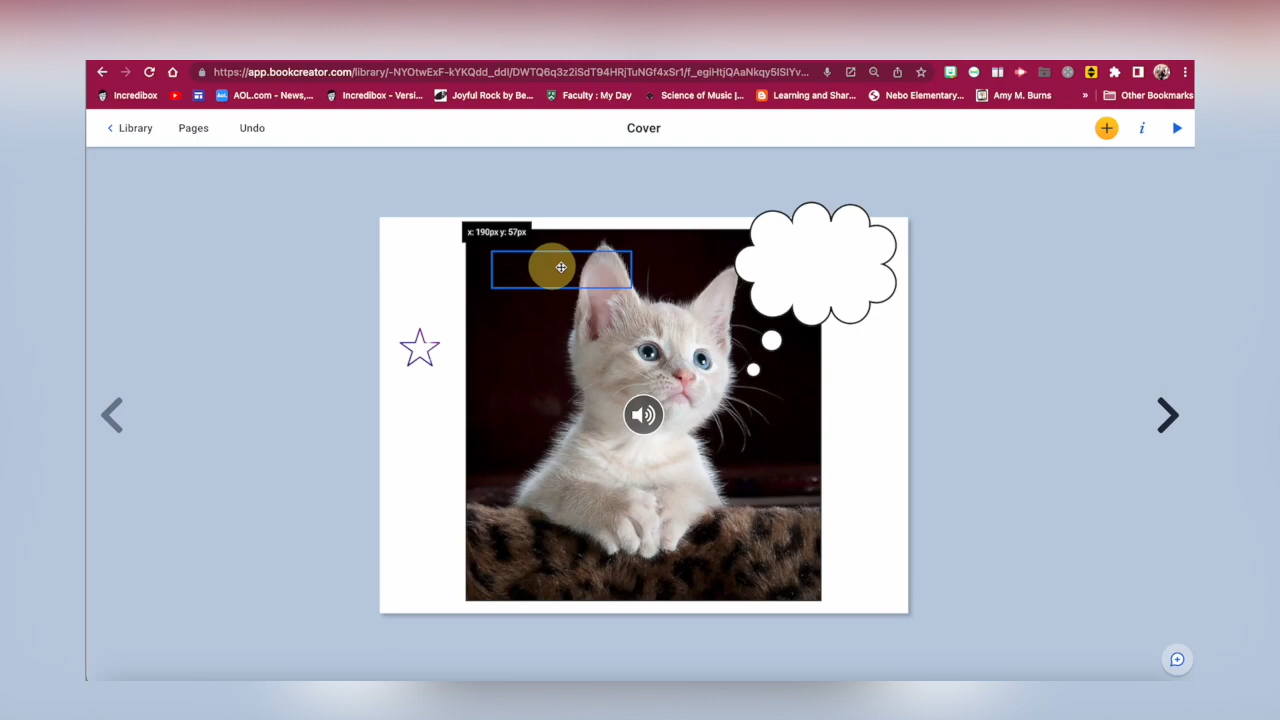 https://app.bookcreator.com/library/-NYOtwExF-kYKQdd_ddI/DWTQ6q3z2iSdT94HRjTuNGf4xSr1/f_egiHtjQAaNkqy5ISIYv...
Incredibox
AOL.com - News,...
Incredibox - Versi...
Joyful Rock by Be...
Faculty : My Day
Science of Music |...
Learning and Shar...
Nebo Elementary...
Amy M. Burns
»
Other Bookmarks
Library
Pages
Undo
Cover
x: 190px y: 57px